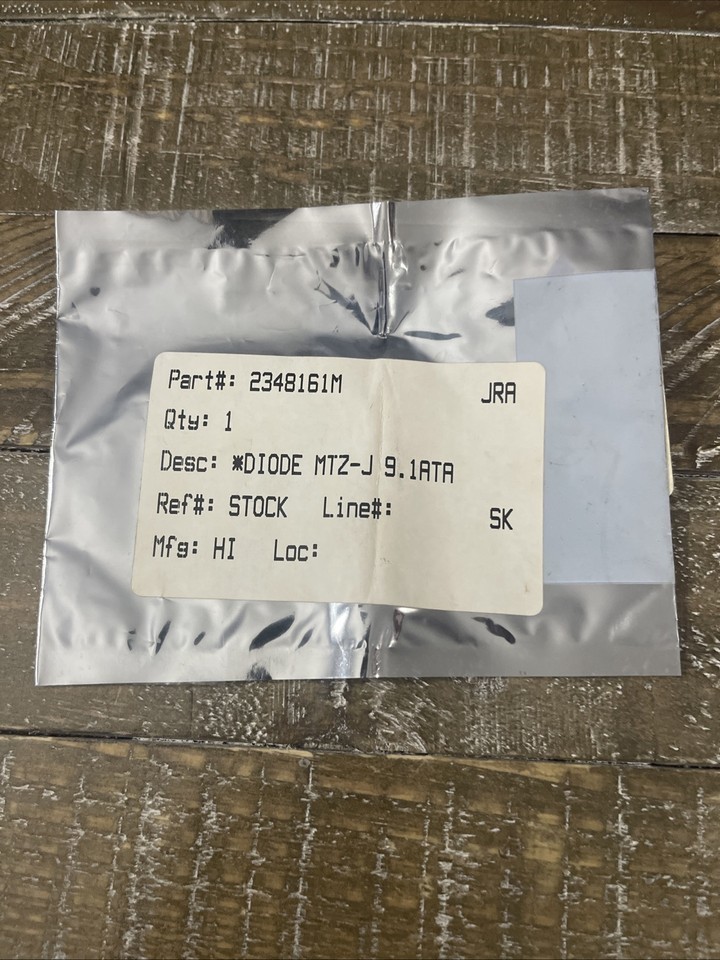 Part#: 2348161M JRA
Qty: 1
Desc: *DIODE MTZ-J 9.1ATA
Ref#: STOCK Line#: SK
Mfg: HI Loc: